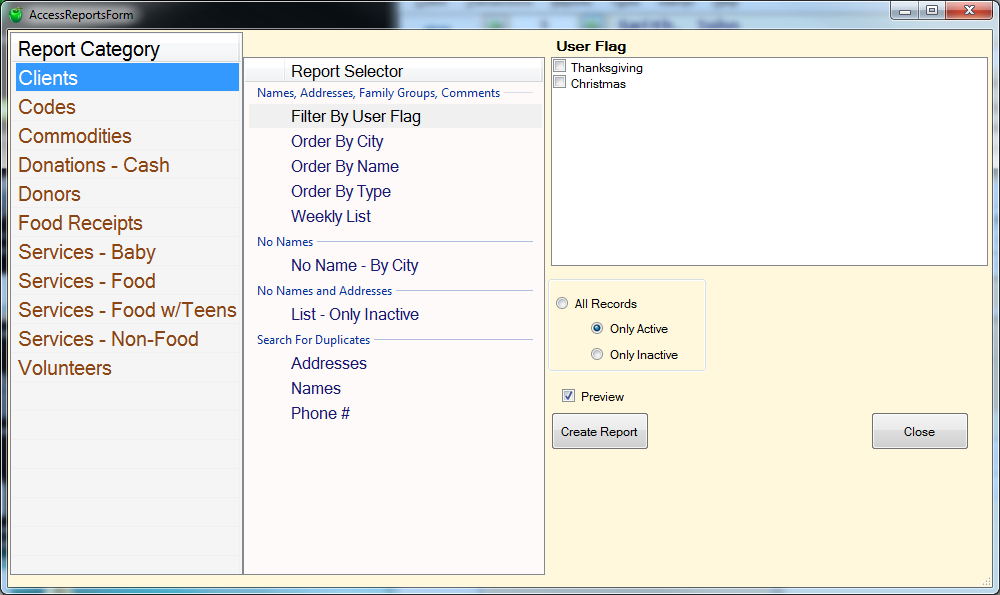 AccessReportsForm
Report Category
Clients
Codes
Commodities
Donations - Cash
Donors
Food Receipts
Services - Baby
Services - Food
Services - Food w/Teens
Services - Non-Food
Volunteers
Report Selector
Names, Addresses, Family Groups, Comments
Filter By User Flag
Order By City
Order By Name
Order By Type
Weekly List
No Names
No Name - By City
No Names and Addresses
List - Only Inactive
Search For Duplicates
Addresses
Names
Phone #
User Flag
Thanksgiving
Christmas
All Records
Only Active
Only Inactive
Preview
Create Report
Close